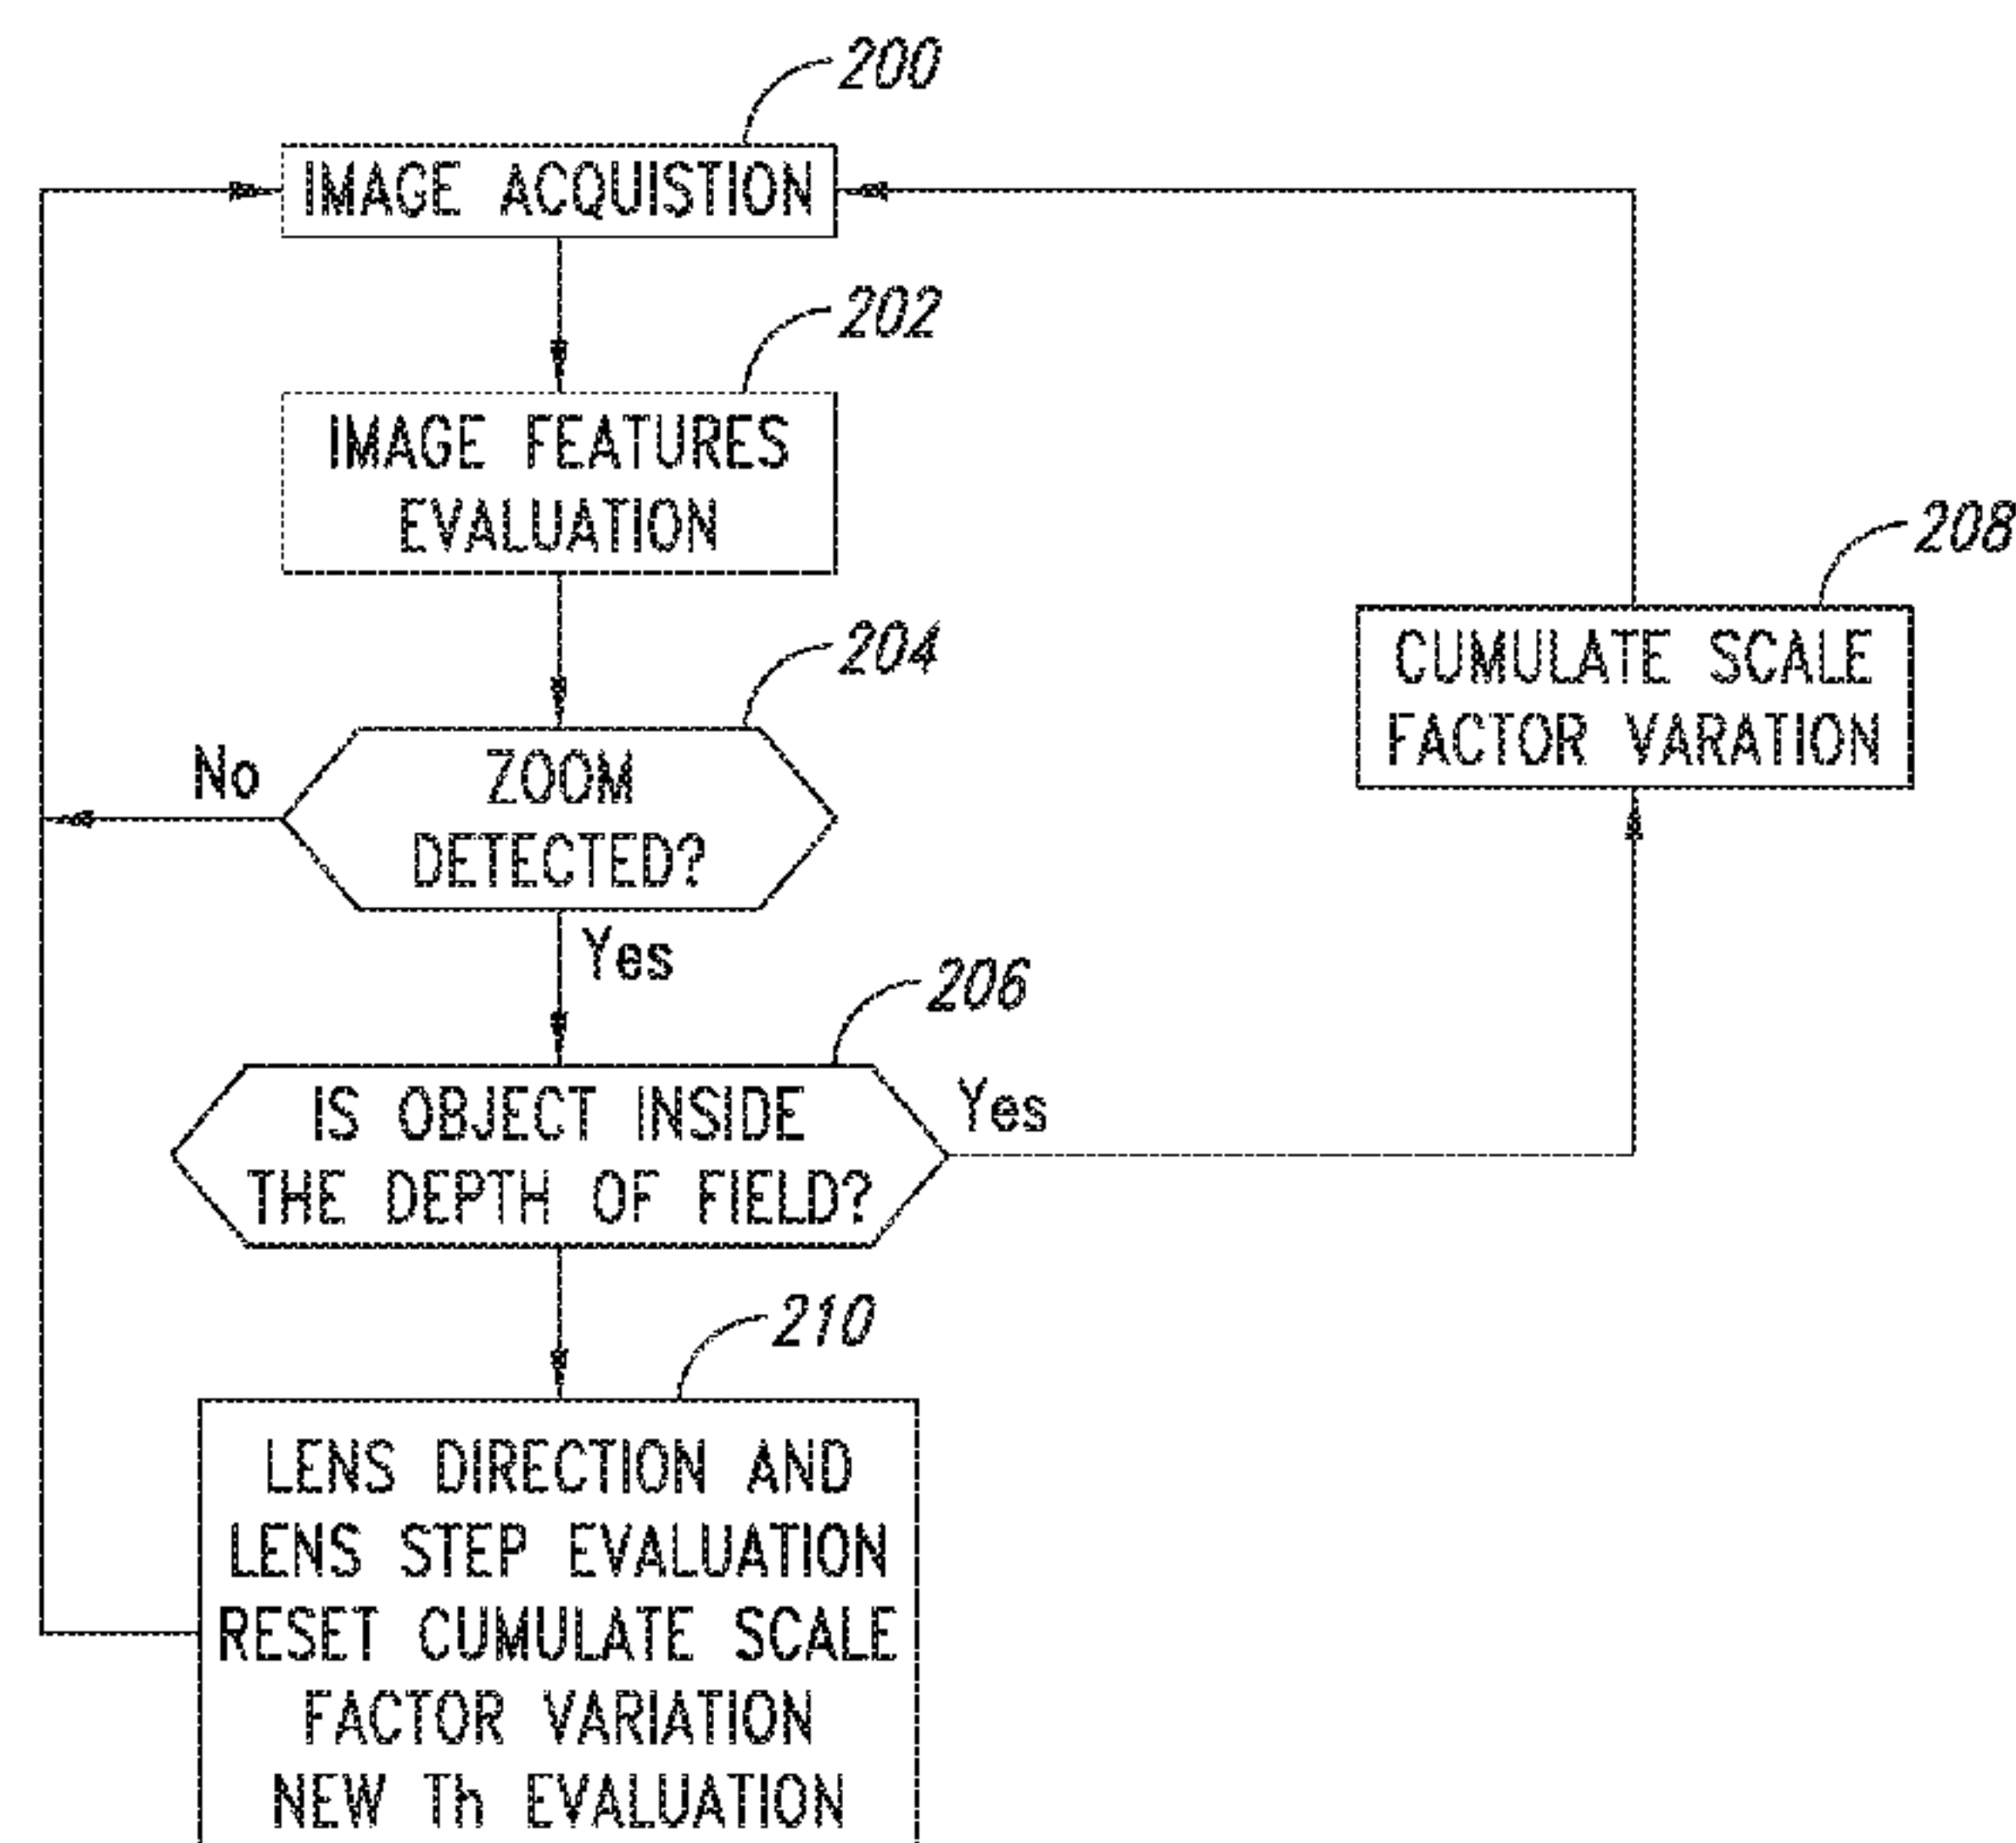 200
IMAGE ACQUISTION
202
IMAGE FEATURES
EVALUATION
204
ZOOM
DETECTED?
No
Yes
206
IS OBJECT INSIDE
THE DEPTH OF FIELD?
Yes
208
CUMULATE SCALE
FACTOR VARATION
210
LENS DIRECTION AND
LENS STEP EVALUATION
RESET CUMULATE SCALE
FACTOR VARIATION
NEW Th EVALUATION